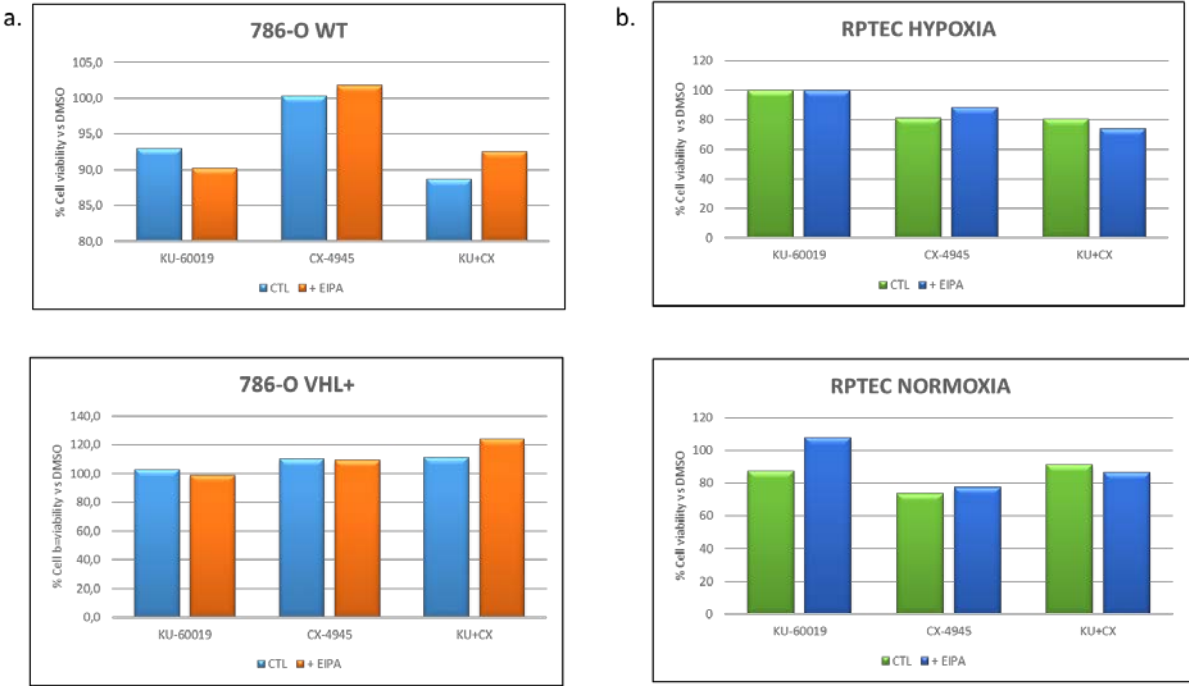 a.
786-O WT
% Cell viability vs DMSO
105,0
100,0
95,0
90,0
85,0
80,0
KU-60019 CX-4945 KU+CX
CTL + EIPA
786-O VHL+
% Cell b=viability vs DMSO
140,0
120,0
100,0
80,0
60,0
40,0
20,0
0,0
KU-60019 CX-4945 KU+CX
CTL + EIPA
b.
RPTEC HYPOXIA
% Cell viability vs DMSO
120
100
80
60
40
20
0
KU-60019 CX-4945 KU+CX
CTL + EIPA
RPTEC NORMOXIA
% Cell viability vs DMSO
120
100
80
60
40
20
0
KU-60019 CX-4945 KU+CX
CTL + EIPA